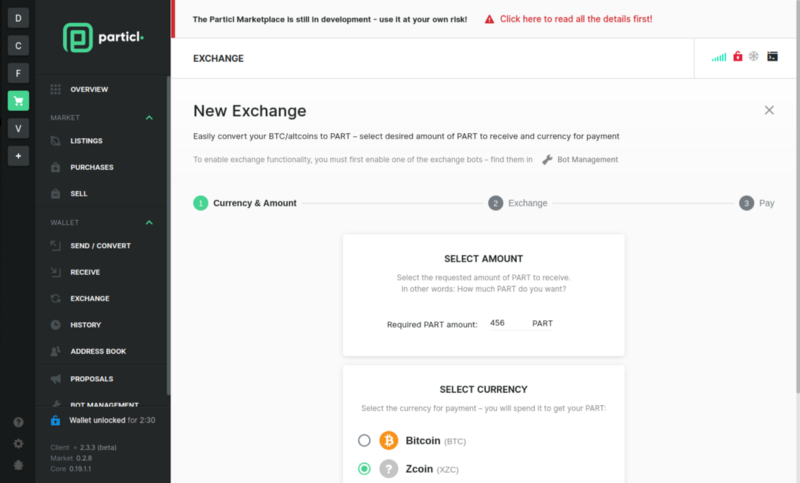 D
C
F
V
+
particl.
OVERVIEW
MARKET
LISTINGS
PURCHASES
SELL
WALLET
SEND / CONVERT
RECEIVE
EXCHANGE
HISTORY
ADDRESS BOOK
PROPOSALS
BOT MANAGEMENT
Wallet unlocked for 2:30
Client 2.3.3 (beta)
Market 0.2.8
Core 0.19.1.1
The Particl Marketplace is still in development - use it at your own risk!
Click here to read all the details first!
EXCHANGE
New Exchange
Easily convert your BTC/altcoins to PART – select desired amount of PART to receive and currency for payment
To enable exchange functionality, you must first enable one of the exchange bots – find them in Bot Management
1 Currency & Amount
2 Exchange
3 Pay
SELECT AMOUNT
Select the requested amount of PART to receive.
In other words: How much PART do you want?
Required PART amount: 456 PART
SELECT CURRENCY
Select the currency for payment – you will spend it to get your PART:
Bitcoin (BTC)
? Zcoin (XZC)